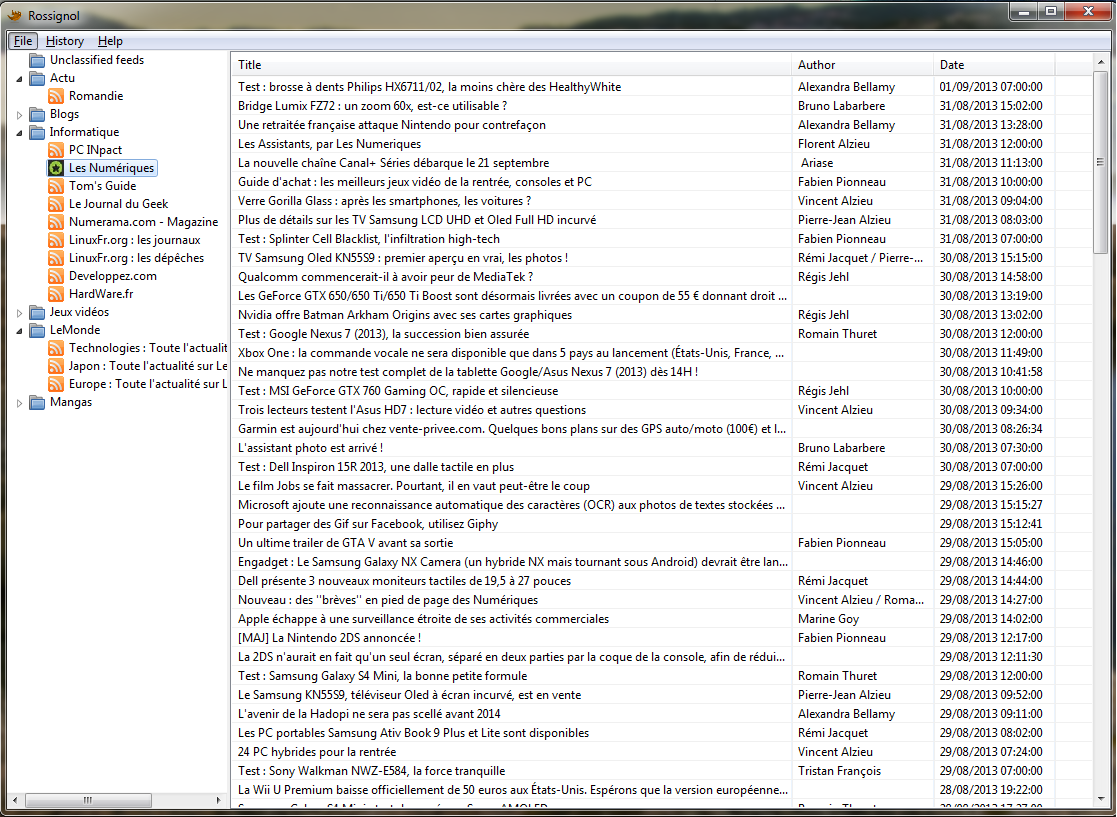 Rossignol
File History Help
Unclassified feeds
Actu
Romandie
Blogs
Informatique
PC INpact
Les Numériques
Tom's Guide
Le Journal du Geek
Numerama.com - Magazine
LinuxFr.org : les journaux
LinuxFr.org : les dépêches
Developpez.com
HardWare.fr
Jeux vidéos
LeMonde
Technologies : Toute l'actualit
Japon : Toute l'actualité sur Le
Europe : Toute l'actualité sur L
Mangas
Title Author Date
Test : brosse à dents Philips HX6711/02, la moins chère des HealthyWhite Alexandra Bellamy 01/09/2013 07:00:00
Bridge Lumix FZ72 : un zoom 60x, est-ce utilisable ? Bruno Labarbere 31/08/2013 15:02:00
Une retraitée française attaque Nintendo pour contrefaçon Alexandra Bellamy 31/08/2013 13:28:00
Les Assistants, par Les Numeriques Florent Alzieu 31/08/2013 12:00:00
La nouvelle chaîne Canal+ Séries débarque le 21 septembre Ariase 31/08/2013 11:13:00
Guide d'achat : les meilleurs jeux vidéo de la rentrée, consoles et PC Fabien Pionneau 31/08/2013 10:00:00
Verre Gorilla Glass : après les smartphones, les voitures ? Vincent Alzieu 31/08/2013 09:04:00
Plus de détails sur les TV Samsung LCD UHD et Oled Full HD incurvé Pierre-Jean Alzieu 31/08/2013 08:03:00
Test : Splinter Cell Blacklist, l'infiltration high-tech Fabien Pionneau 31/08/2013 07:00:00
TV Samsung Oled KN55S9 : premier aperçu en vrai, les photos ! Rémi Jacquet / Pierre-... 30/08/2013 15:15:00
Qualcomm commencerait-il à avoir peur de MediaTek ? Régis Jehl 30/08/2013 14:58:00
Les GeForce GTX 650/650 Ti/650 Ti Boost sont désormais livrées avec un coupon de 55 € donnant droit ... 30/08/2013 13:19:00
Nvidia offre Batman Arkham Origins avec ses cartes graphiques Régis Jehl 30/08/2013 13:02:00
Test : Google Nexus 7 (2013), la succession bien assurée Romain Thuret 30/08/2013 12:00:00
Xbox One : la commande vocale ne sera disponible que dans 5 pays au lancement (États-Unis, France, ... 30/08/2013 11:49:00
Ne manquez pas notre test complet de la tablette Google/Asus Nexus 7 (2013) dès 14H ! 30/08/2013 10:41:58
Test : MSI GeForce GTX 760 Gaming OC, rapide et silencieuse Régis Jehl 30/08/2013 10:00:00
Trois lecteurs testent l'Asus HD7 : lecture vidéo et autres questions Vincent Alzieu 30/08/2013 09:34:00
Garmin est aujourd'hui chez vente-privee.com. Quelques bons plans sur des GPS auto/moto (100€) et l... 30/08/2013 08:26:34
L'assistant photo est arrivé ! Bruno Labarbere 30/08/2013 07:30:00
Test : Dell Inspiron 15R 2013, une dalle tactile en plus Rémi Jacquet 30/08/2013 07:00:00
Le film Jobs se fait massacrer. Pourtant, il en vaut peut-être le coup Vincent Alzieu 29/08/2013 15:26:00
Microsoft ajoute une reconnaissance automatique des caractères (OCR) aux photos de textes stockées ... 29/08/2013 15:15:27
Pour partager des Gif sur Facebook, utilisez Giphy 29/08/2013 15:12:41
Un ultime trailer de GTA V avant sa sortie Fabien Pionneau 29/08/2013 15:05:00
Engadget : Le Samsung Galaxy NX Camera (un hybride NX mais tournant sous Android) devrait être lan... 29/08/2013 14:46:00
Dell présente 3 nouveaux moniteurs tactiles de 19,5 à 27 pouces Rémi Jacquet 29/08/2013 14:44:00
Nouveau : des ''brèves'' en pied de page des Numériques Vincent Alzieu / Roma... 29/08/2013 14:27:00
Apple échappe à une surveillance étroite de ses activités commerciales Marine Goy 29/08/2013 14:02:00
[MAJ] La Nintendo 2DS annoncée ! Fabien Pionneau 29/08/2013 12:17:00
La 2DS n'aurait en fait qu'un seul écran, séparé en deux parties par la coque de la console, afin de rédui... 29/08/2013 12:11:30
Test : Samsung Galaxy S4 Mini, la bonne petite formule Romain Thuret 29/08/2013 12:00:00
Le Samsung KN55S9, téléviseur Oled à écran incurvé, est en vente Pierre-Jean Alzieu 29/08/2013 09:52:00
L'avenir de la Hadopi ne sera pas scellé avant 2014 Alexandra Bellamy 29/08/2013 09:11:00
Les PC portables Samsung Ativ Book 9 Plus et Lite sont disponibles Rémi Jacquet 29/08/2013 08:02:00
24 PC hybrides pour la rentrée Vincent Alzieu 29/08/2013 07:24:00
Test : Sony Walkman NWZ-E584, la force tranquille Tristan François 29/08/2013 07:00:00
La Wii U Premium baisse officiellement de 50 euros aux États-Unis. Espérons que la version européenne... 28/08/2013 19:22:00